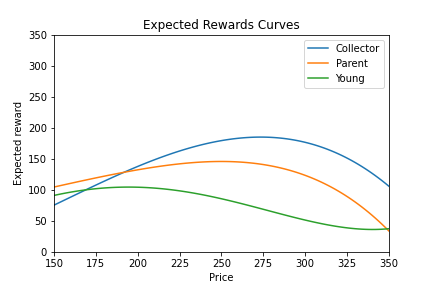 Expected Rewards Curves
Collector
Parent
Young
Expected reward
350
300
250
200
150
100
50
0
150 175 200 225 250 275 300 325 350
Price